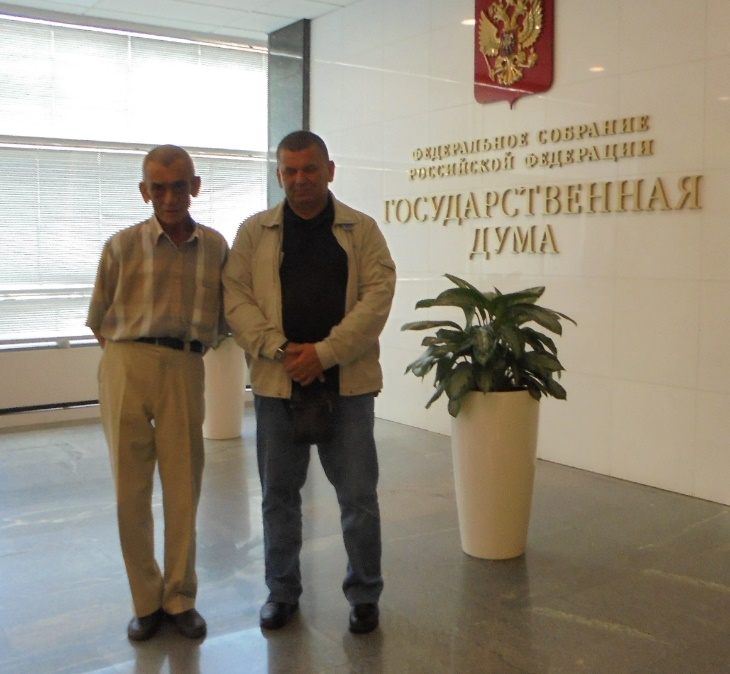 ФЕДЕРАЛЬНОЕ СОБРАНИЕ
РОССИЙСКОЙ ФЕДЕРАЦИИ
ГОСУДАРСТВЕННАЯ
ДУМА